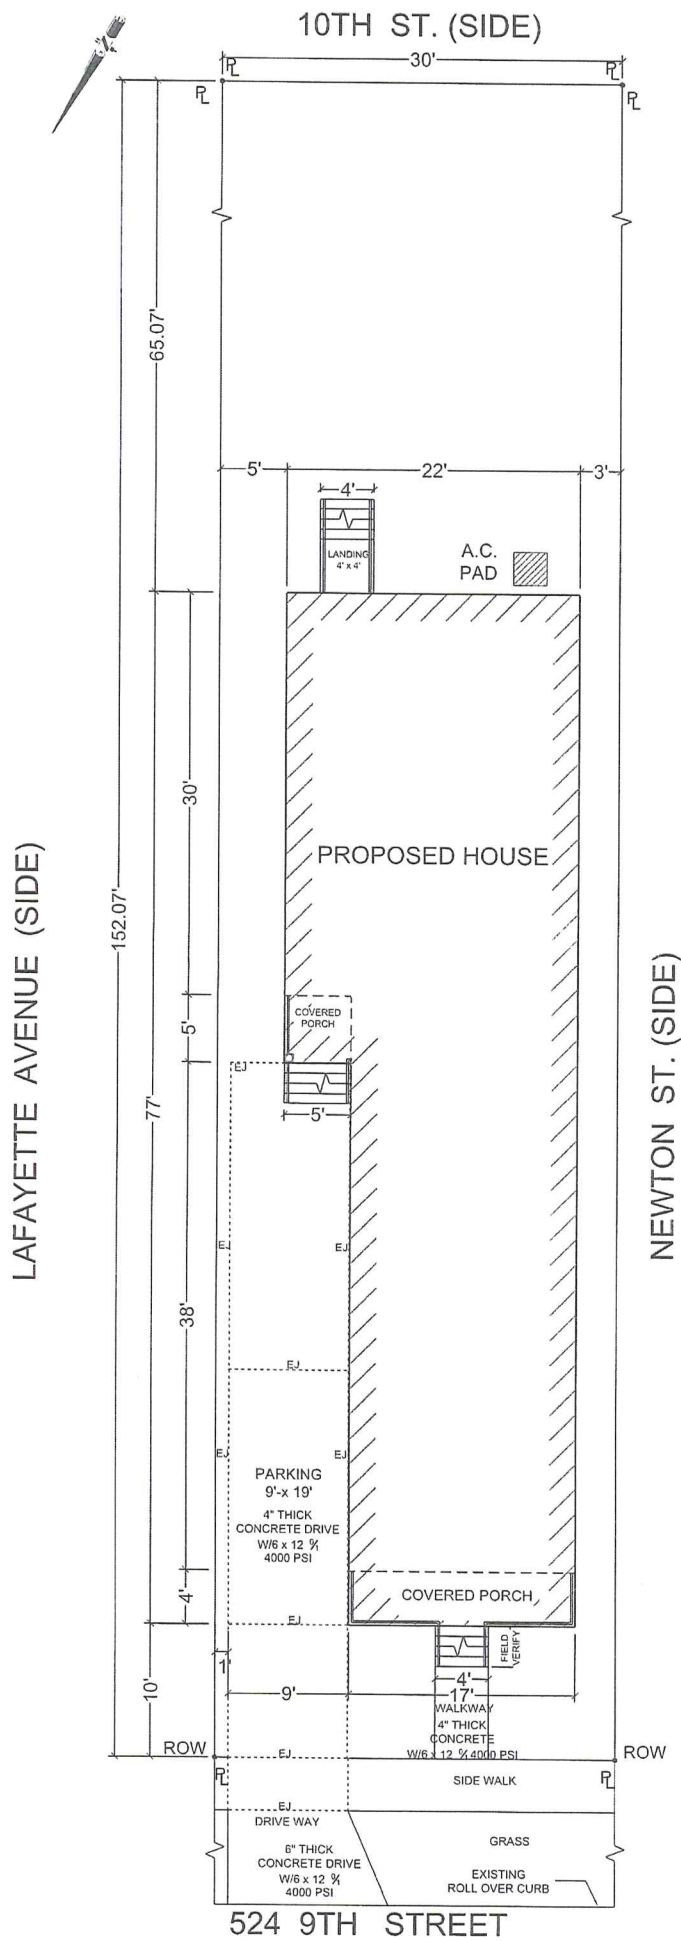 10TH ST. (SIDE)
30'
PL
PL
PL
PL
65.07'
5'
22'
3'
4'
LANDING
4' x 4'
A.C.
PAD
30'
PROPOSED HOUSE
LAFAYETTE AVENUE (SIDE)
152.07'
NEWTON ST. (SIDE)
COVERED
PORCH
5'
EJ
5'
77'
EJ
EJ
38'
EJ
EJ
EJ
PARKING
9'-x 19'
4" THICK
CONCRETE DRIVE
W/6 x 12
4000 PSI
4'
COVERED PORCH
EJ
FIELD
VERIFY
1'
10'
9'
4'
17'
WALKWAY
4" THICK
CONCRETE
W/6 x 12 4000 PSI
ROW
EJ
ROW
PL
SIDE WALK
PL
EJ
DRIVE WAY
GRASS
6" THICK
CONCRETE DRIVE
W/6 x 12
4000 PSI
EXISTING
ROLL OVER CURB
524 9TH STREET